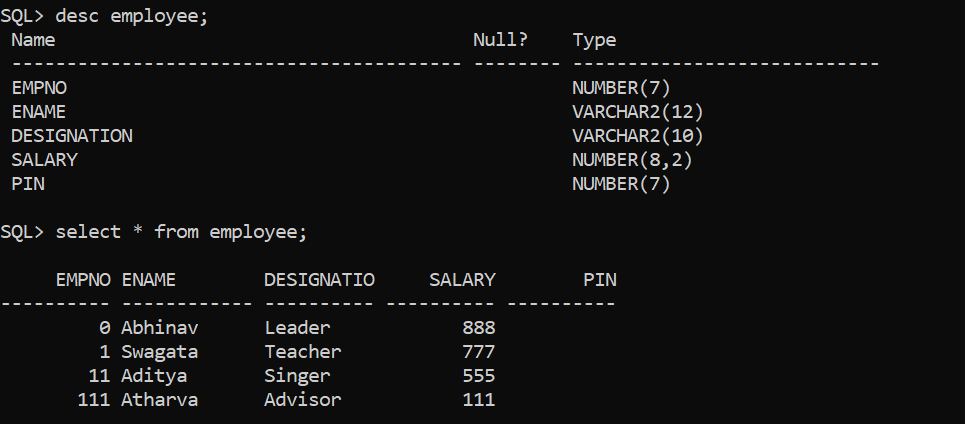 SQL> desc employee;
 Name                                      Null?    Type
 ----------------------------------------- -------- ----------------------------
 EMPNO                                              NUMBER(7)
 ENAME                                              VARCHAR2(12)
 DESIGNATION                                        VARCHAR2(10)
 SALARY                                             NUMBER(8,2)
 PIN                                                NUMBER(7)
SQL> select * from employee;
     EMPNO ENAME        DESIGNATIO     SALARY        PIN
---------- ------------ ---------- ---------- ----------
         0 Abhinav      Leader            888
         1 Swagata      Teacher           777
        11 Aditya       Singer            555
       111 Atharva      Advisor           111